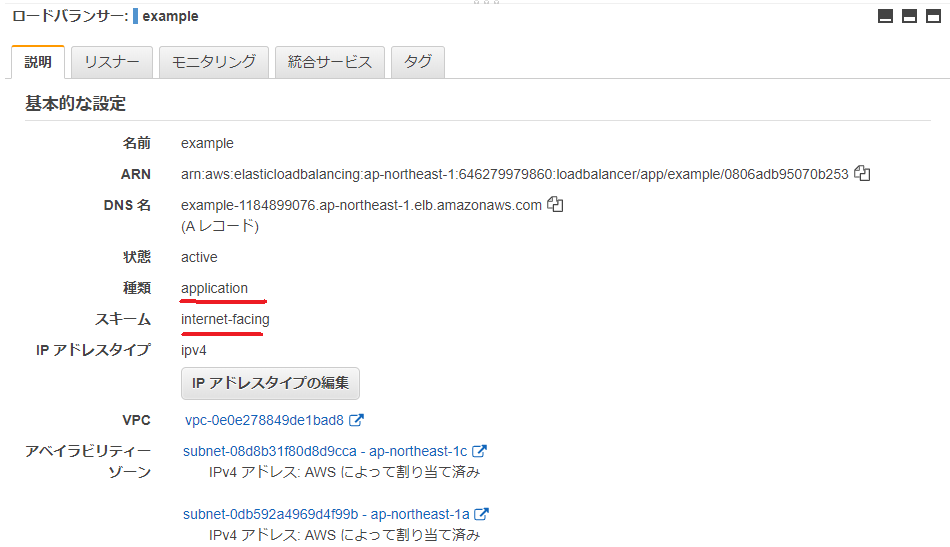 ロードバランサー: example
説明 リスナー モニタリング 統合サービス タグ
基本的な設定
名前 example
ARN arn:aws:elasticloadbalancing:ap-northeast-1:646279979860:loadbalancer/app/example/0806adb95070b253
DNS 名 example-1184899076.ap-northeast-1.elb.amazonaws.com
(A レコード)
状態 active
種類 application
スキーム internet-facing
IP アドレスタイプ ipv4
IP アドレスタイプの編集
VPC vpc-0e0e278849de1bad8
アベイラビリティー subnet-08d8b31f80d8d9cca - ap-northeast-1c
ゾーン IPv4 アドレス: AWS によって割り当て済み
subnet-0db592a4969d4f99b - ap-northeast-1a
IPv4 アドレス: AWS によって割り当て済み